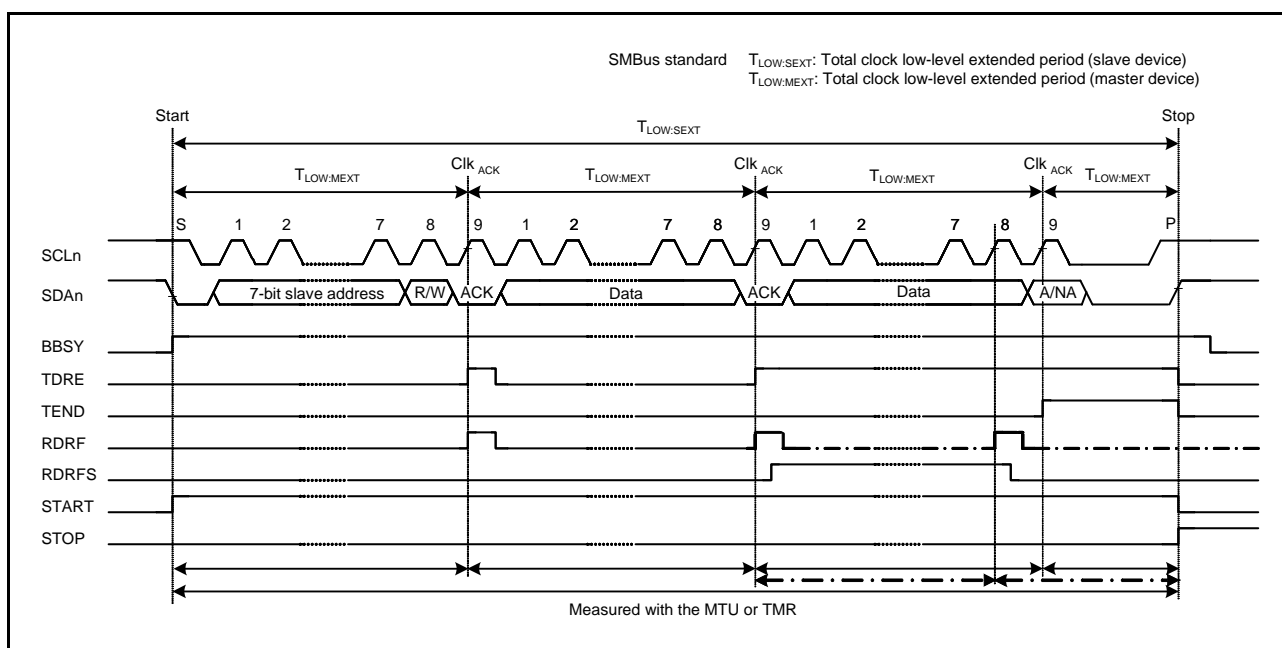 SMBus standard T_LOW:SEXT: Total clock low-level extended period (slave device)
T_LOW:MEXT: Total clock low-level extended period (master device)
Start Stop
T_LOW:SEXT
Clk ACK Clk ACK Clk ACK
T_LOW:MEXT T_LOW:MEXT T_LOW:MEXT T_LOW:MEXT
S 1 2 7 8 9 1 2 7 8 9 1 2 7 8 9 P
SCLn
SDAn 7-bit slave address R/W ACK Data ACK Data A/NA
BBSY
TDRE
TEND
RDRF
RDRFS
START
STOP
Measured with the MTU or TMR